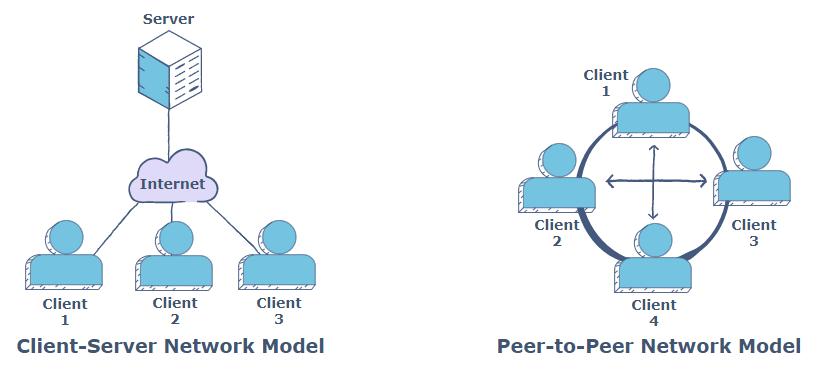 Server
Internet
Client
1
Client
2
Client
3
Client-Server Network Model
Client
1
Client
2
Client
3
Client
4
Peer-to-Peer Network Model